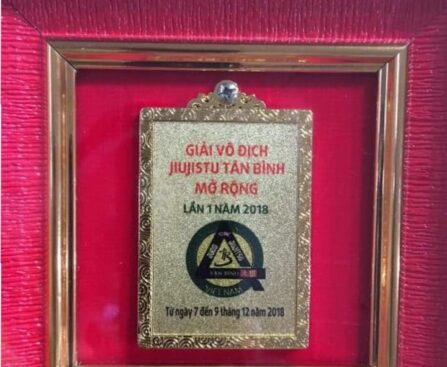 GIẢI VÔ ĐỊCH
JIUJISTU TÂN BÌNH
MỞ RỘNG
LẦN 1 NĂM 2018
TÂN BÌNH
VIỆT NAM
Từ ngày 7 đến 9 tháng 12 năm 2018